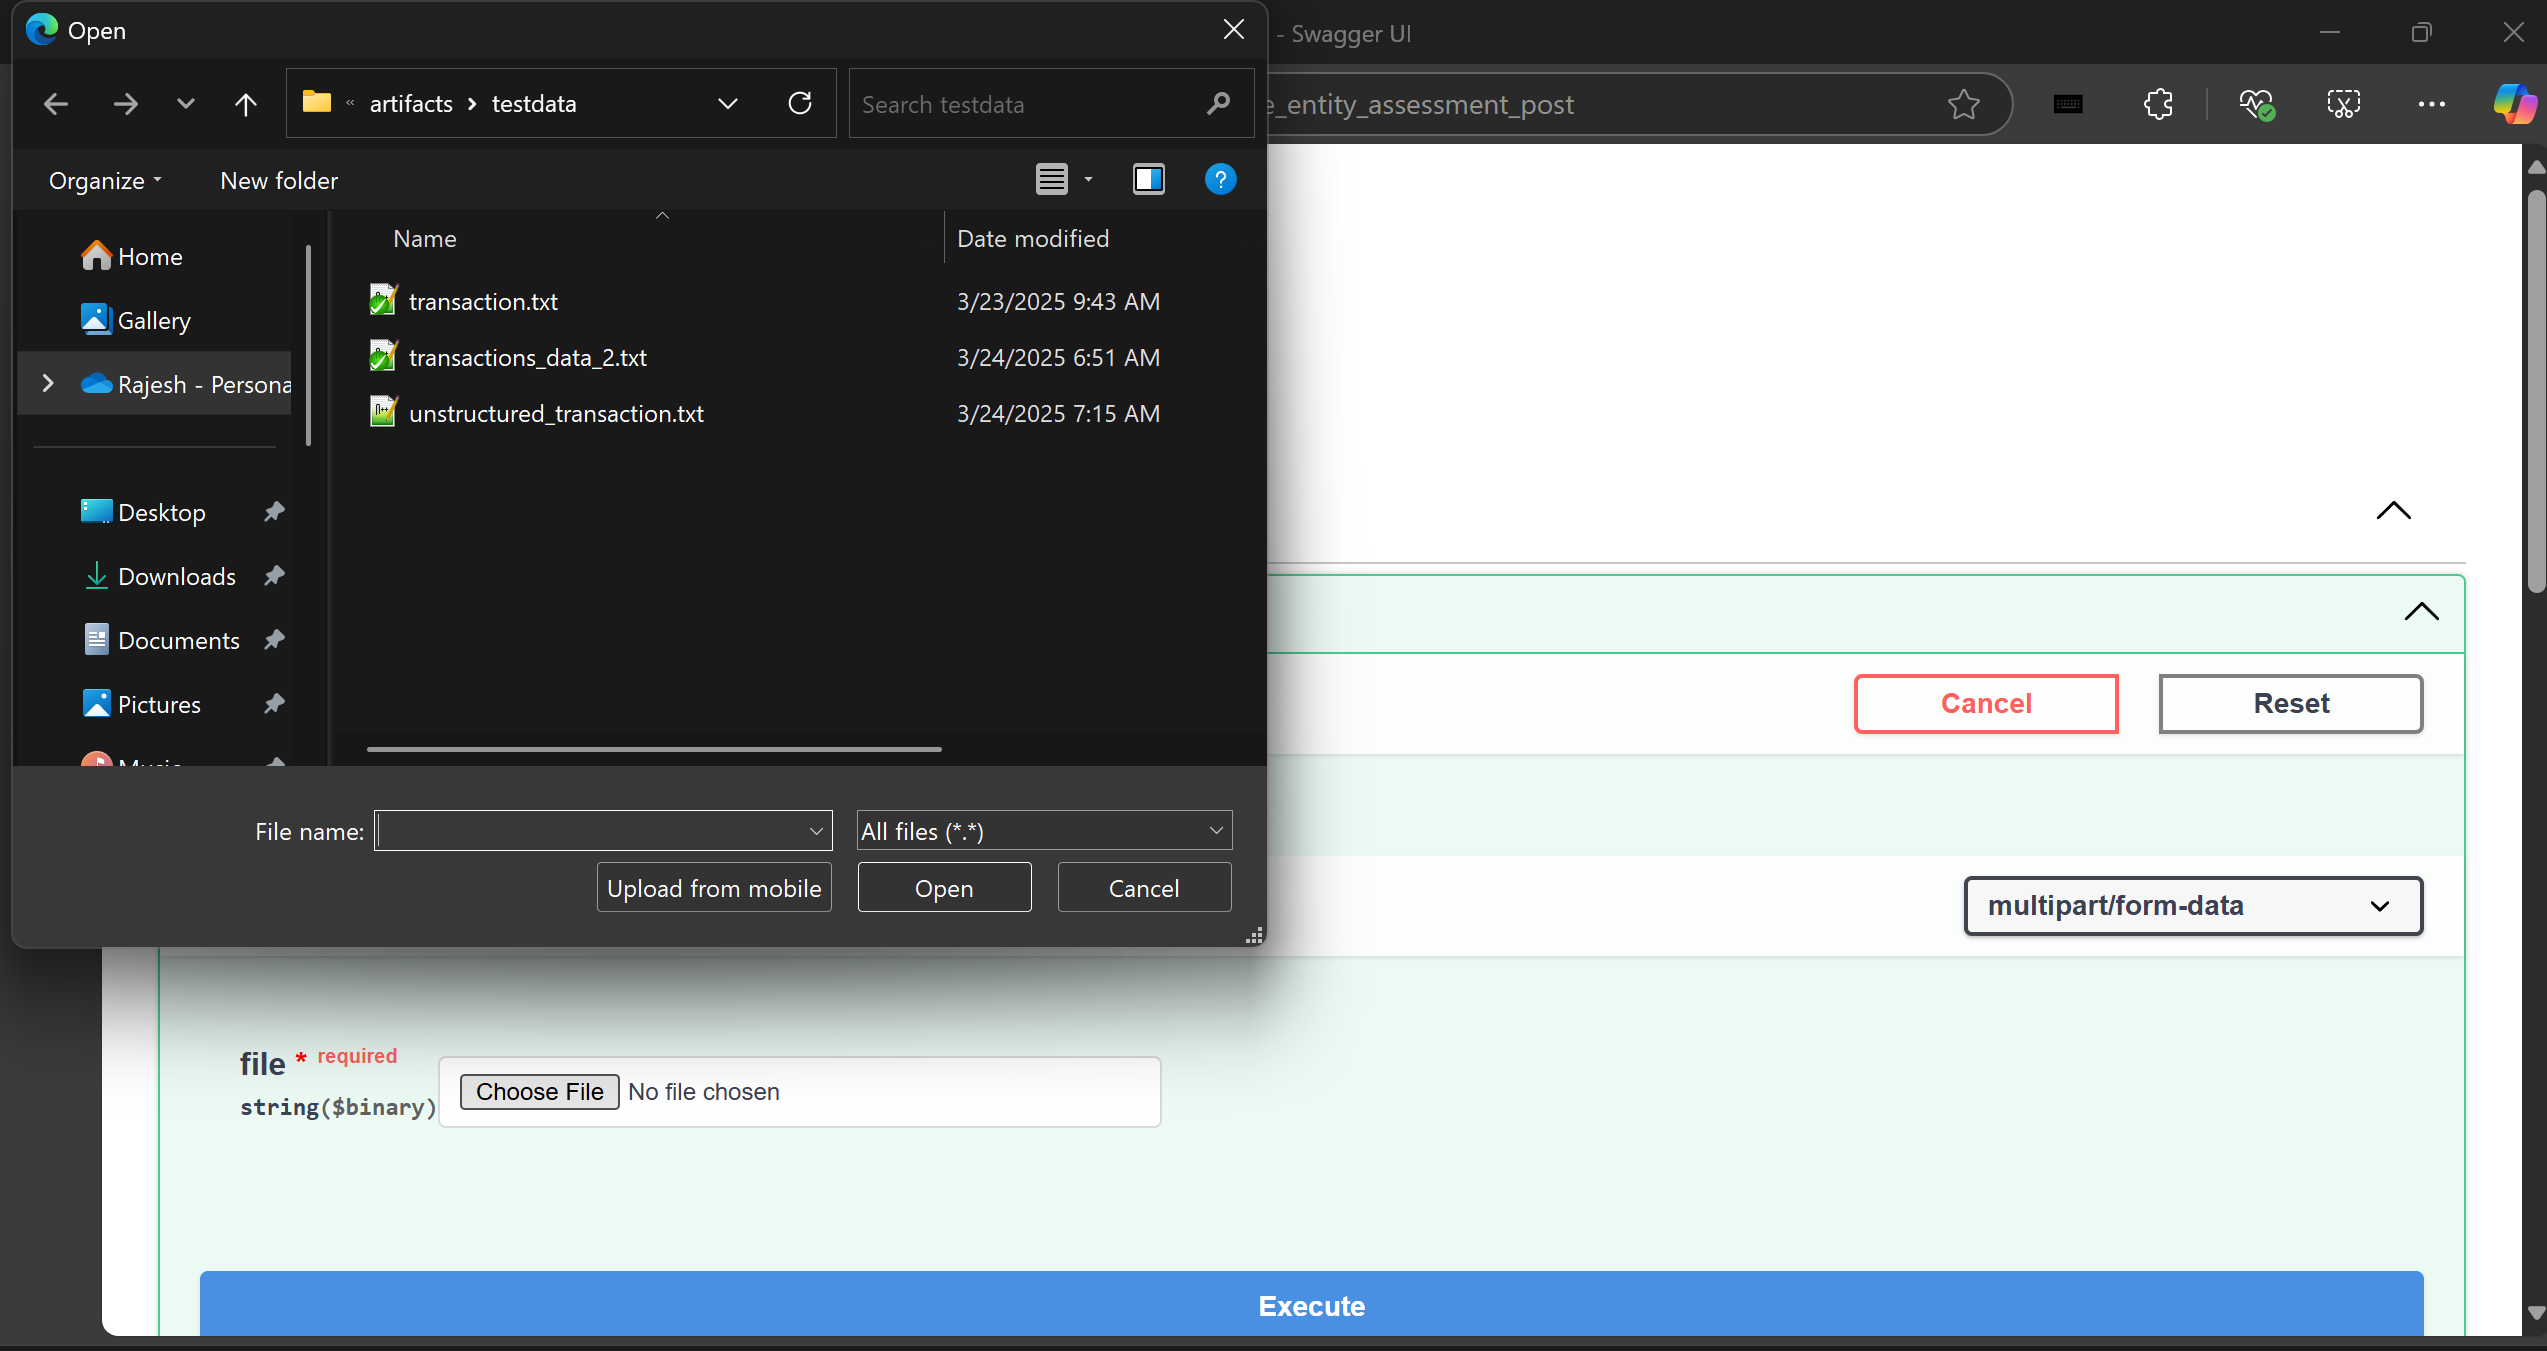 Open
- Swagger UI
artifacts > testdata
Search testdata
e_entity_assessment_post
Organize
New folder
Name
Date modified
Home
Gallery
Rajesh - Persona
Desktop
Downloads
Documents
Pictures
Music
transaction.txt 3/23/2025 9:43 AM
transactions_data_2.txt 3/24/2025 6:51 AM
unstructured_transaction.txt 3/24/2025 7:15 AM
File name:
All files (*.*)
Upload from mobile
Open
Cancel
Cancel
Reset
multipart/form-data
file * required
string($binary)
Choose File No file chosen
Execute